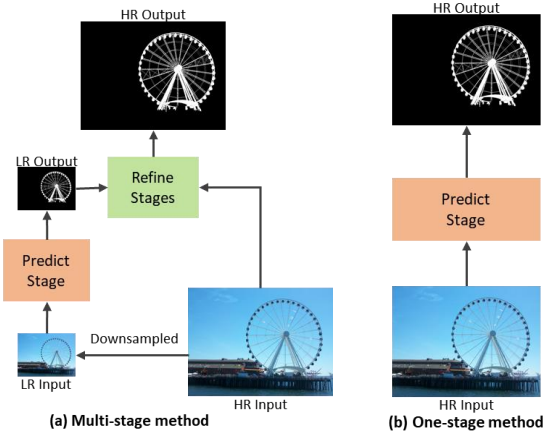 HR Output
LR Output
Refine
Stages
Predict
Stage
Downsampled
LR Input
HR Input
(a) Multi-stage method
HR Output
Predict
Stage
HR Input
(b) One-stage method